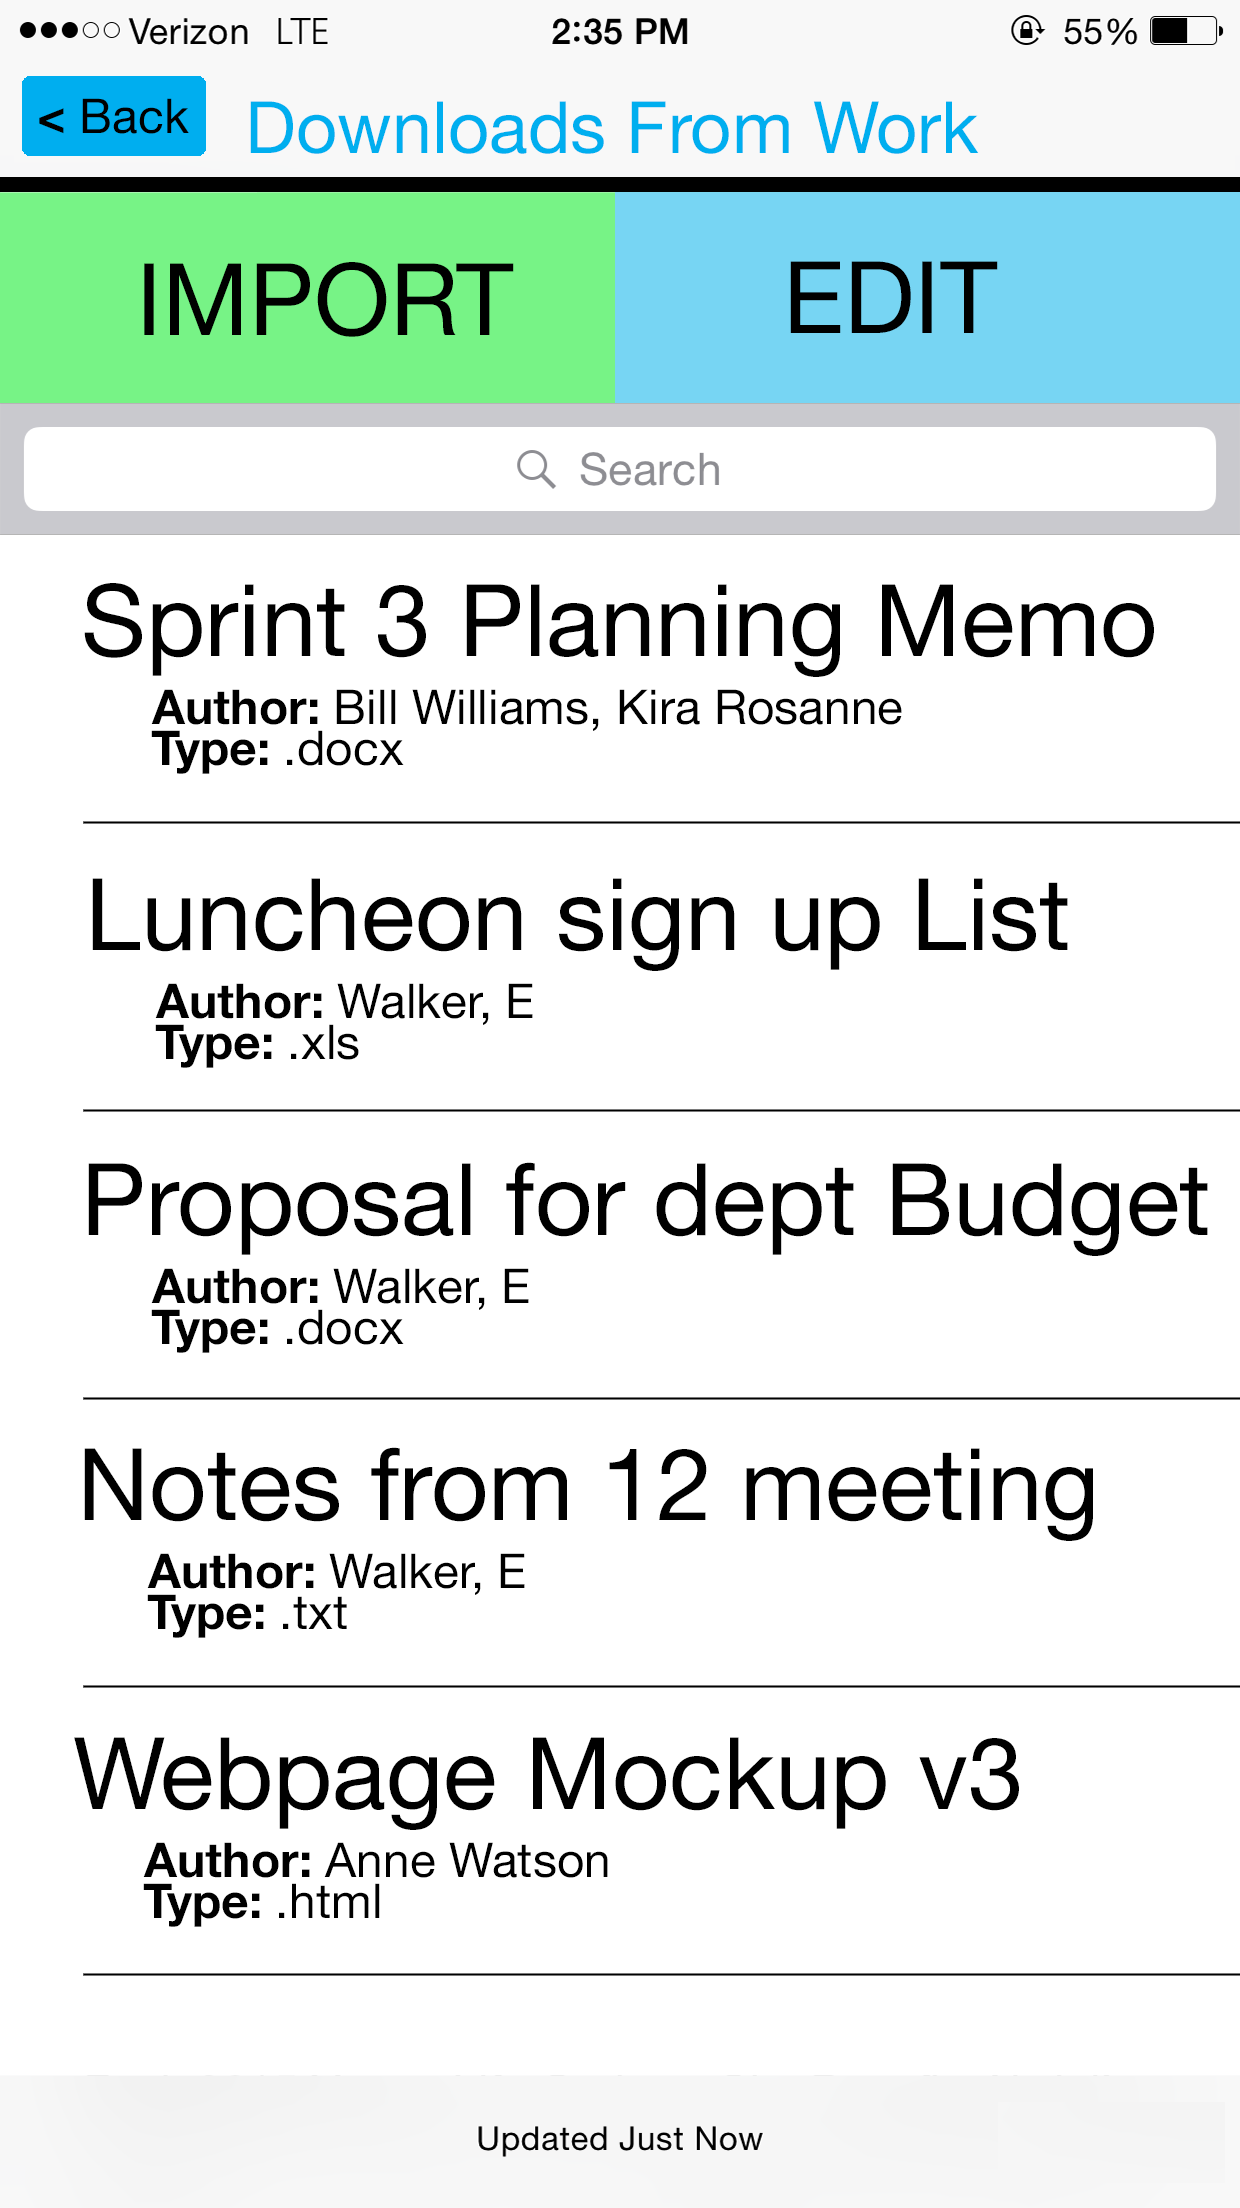 Verizon LTE 2:35 PM 55%
< Back Downloads From Work
IMPORT EDIT
Search
Sprint 3 Planning Memo
Author: Bill Williams, Kira Rosanne
Type: .docx
Luncheon sign up List
Author: Walker, E
Type: .xls
Proposal for dept Budget
Author: Walker, E
Type: .docx
Notes from 12 meeting
Author: Walker, E
Type: .txt
Webpage Mockup v3
Author: Anne Watson
Type: .html
Updated Just Now